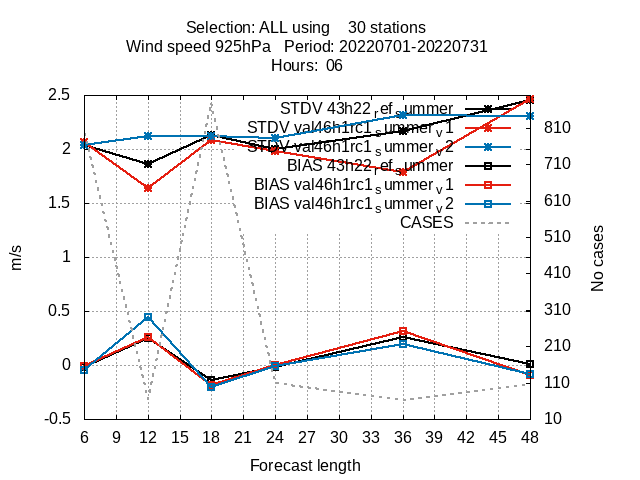 Selection: ALL using 30 stations
Wind speed 925hPa Period: 20220701-20220731
Hours: 06
2.5
2
1.5
1
0.5
0
-0.5
m/s
STDV 43h22_ref_summer
STDV val46h1rc1_summer_v1
STDV val46h1rc1_summer_v2
BIAS 43h22_ref_summer
BIAS val46h1rc1_summer_v1
BIAS val46h1rc1_summer_v2
CASES
810
710
610
510
410
310
210
110
10
No cases
6 9 12 15 18 21 24 27 30 33 36 39 42 45 48
Forecast length